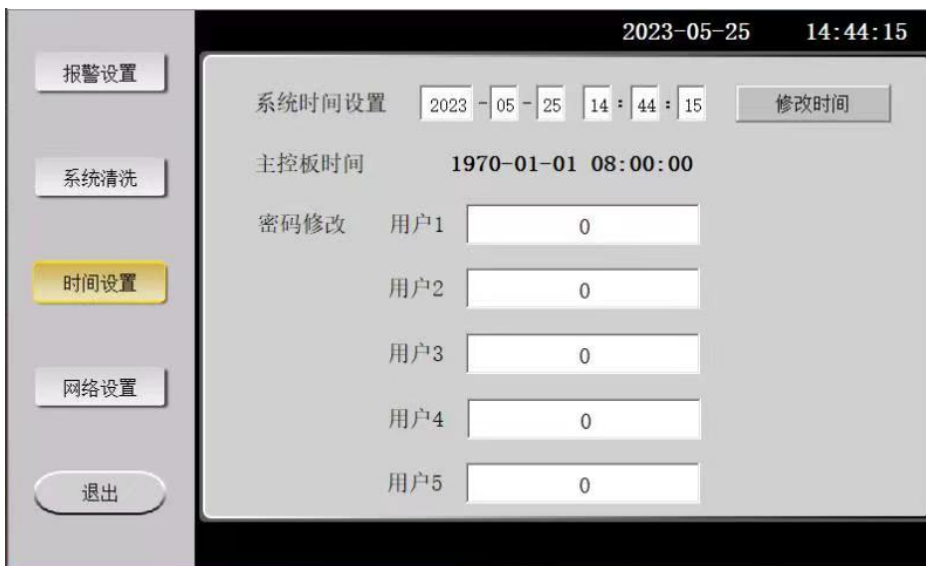 2023-05-25 14:44:15
报警设置
系统清洗
时间设置
网络设置
退出
系统时间设置 2023-05-25 14:44:15 修改时间
主控板时间 1970-01-01 08:00:00
密码修改 用户1 0
用户2 0
用户3 0
用户4 0
用户5 0